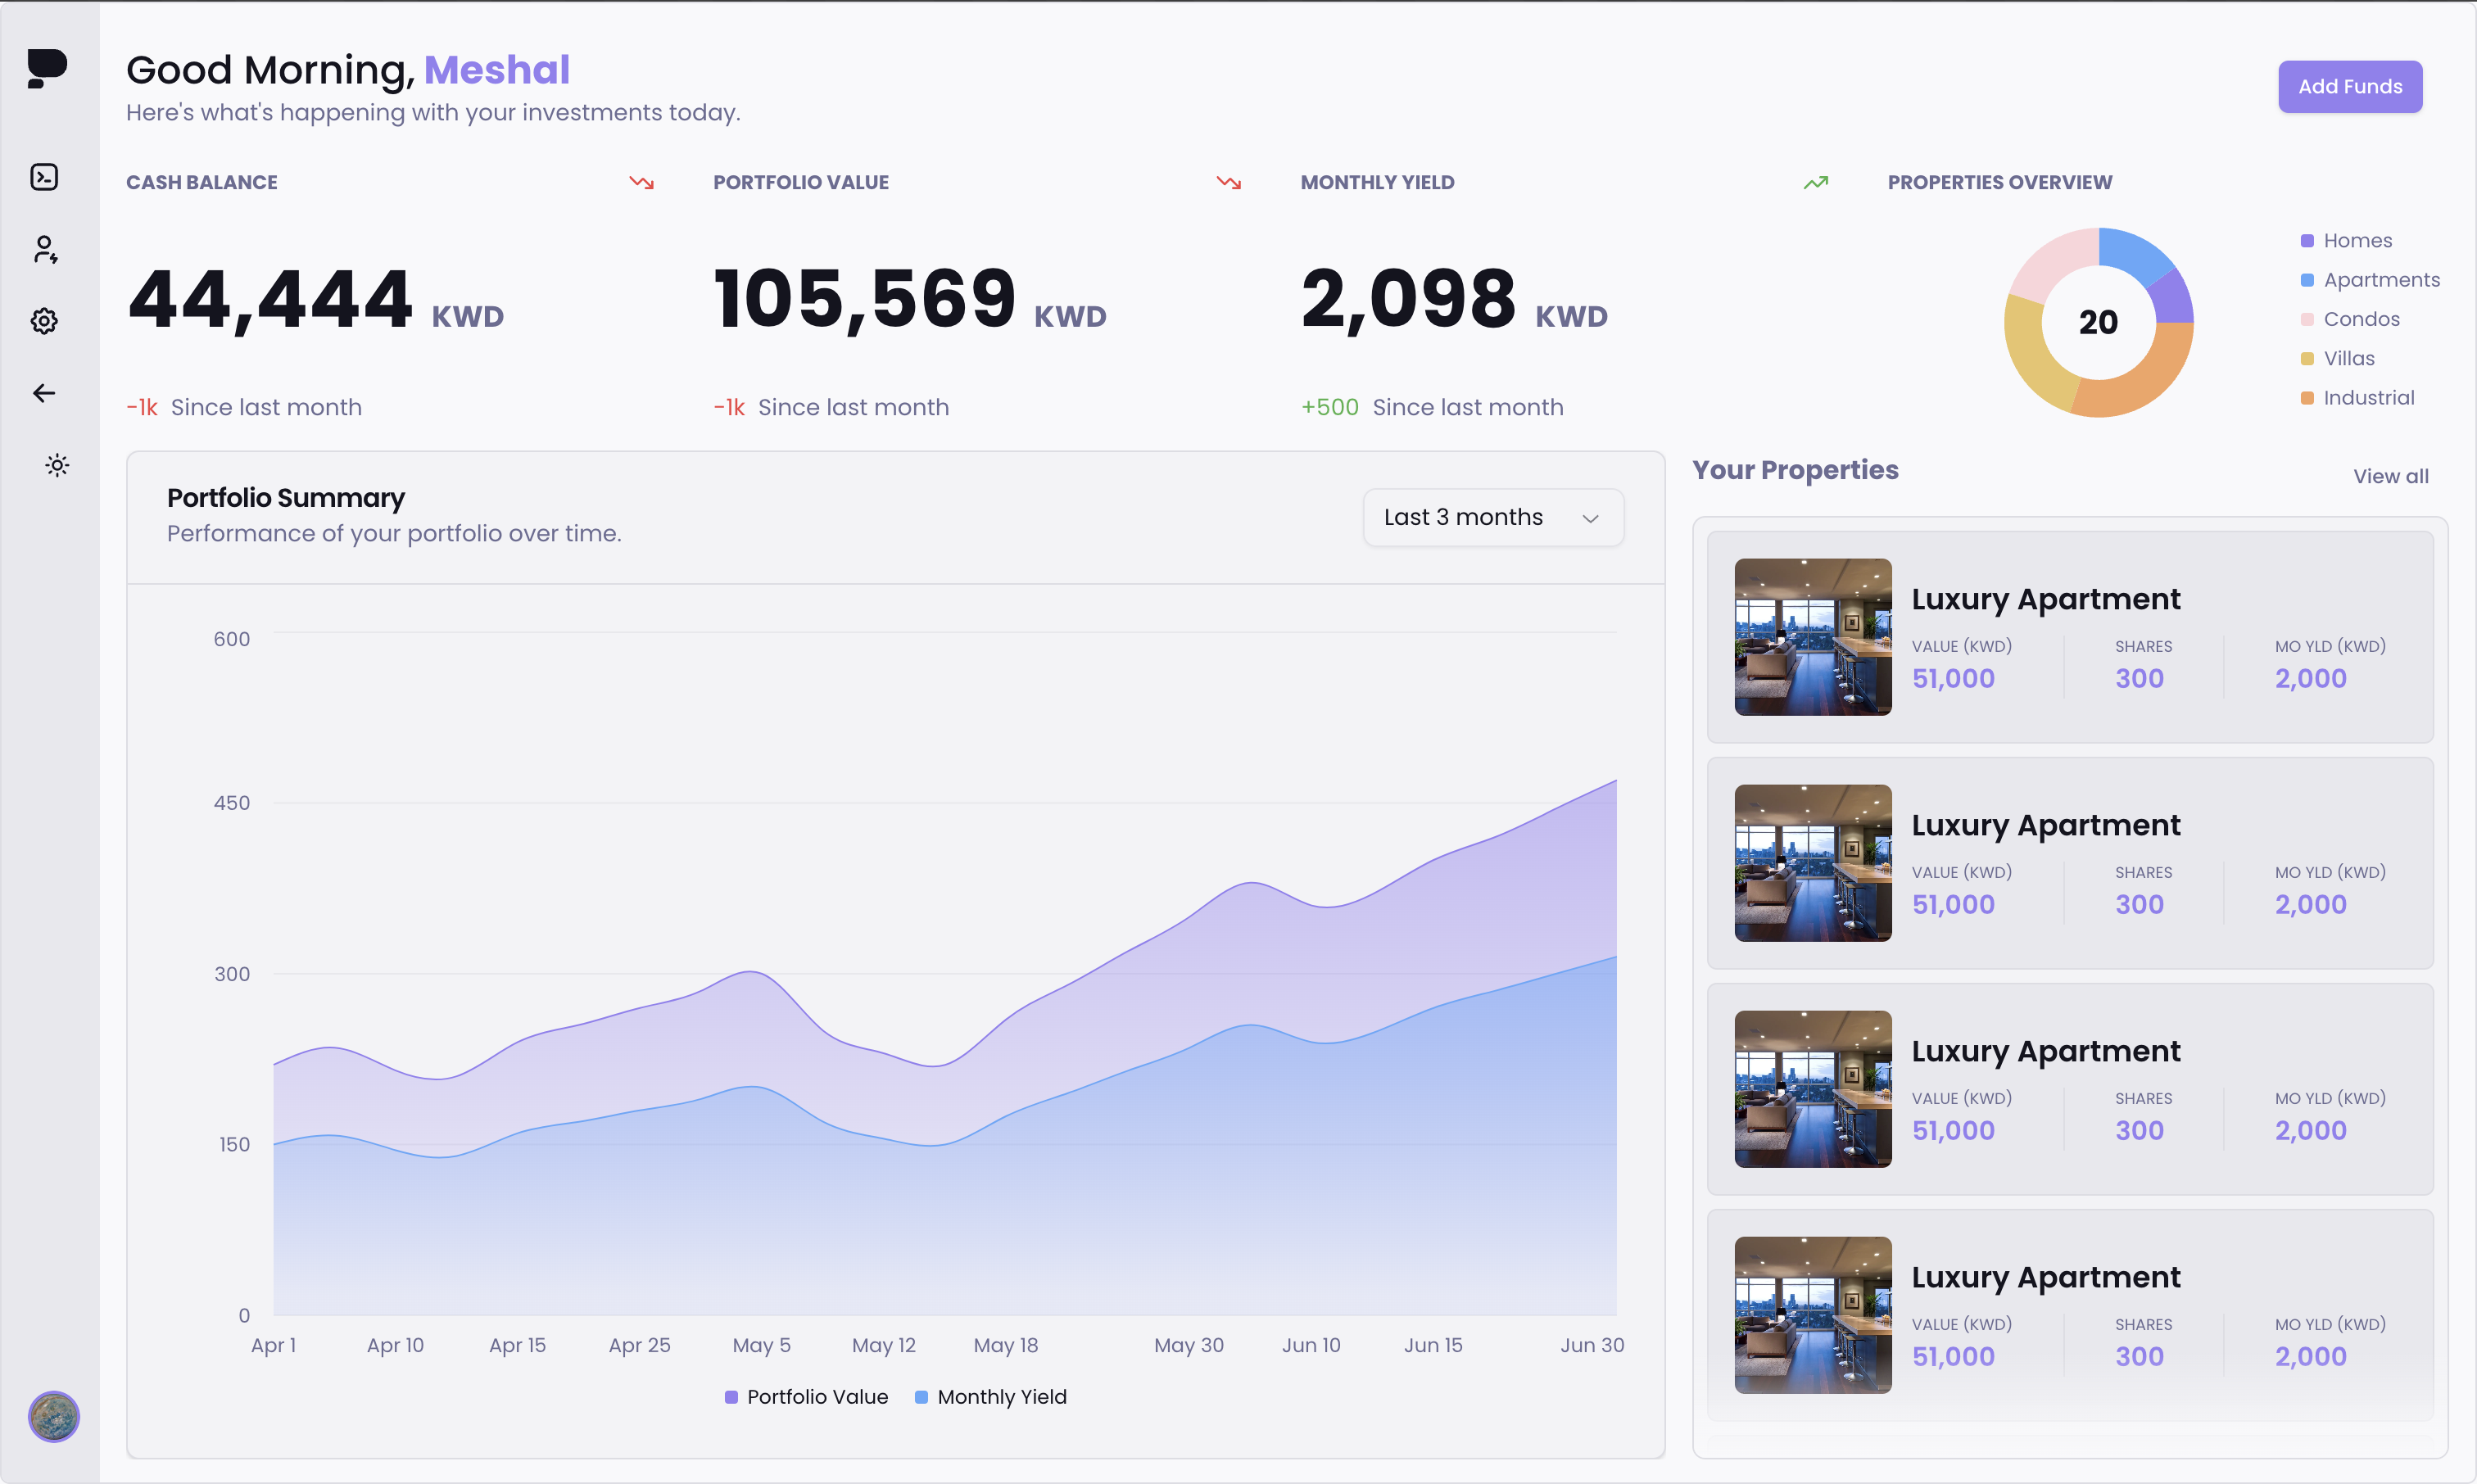 Good Morning, Meshal
Here's what's happening with your investments today.
Add Funds
CASH BALANCE
44,444 KWD
-1k Since last month
PORTFOLIO VALUE
105,569 KWD
-1k Since last month
MONTHLY YIELD
2,098 KWD
+500 Since last month
PROPERTIES OVERVIEW
20
Homes
Apartments
Condos
Villas
Industrial
Portfolio Summary
Performance of your portfolio over time.
Last 3 months
600
450
300
150
0
Apr 1 Apr 10 Apr 15 Apr 25 May 5 May 12 May 18 May 30 Jun 10 Jun 15 Jun 30
Portfolio Value Monthly Yield
Your Properties
View all
Luxury Apartment
VALUE (KWD) SHARES MO YLD (KWD)
51,000 300 2,000
Luxury Apartment
VALUE (KWD) SHARES MO YLD (KWD)
51,000 300 2,000
Luxury Apartment
VALUE (KWD) SHARES MO YLD (KWD)
51,000 300 2,000
Luxury Apartment
VALUE (KWD) SHARES MO YLD (KWD)
51,000 300 2,000